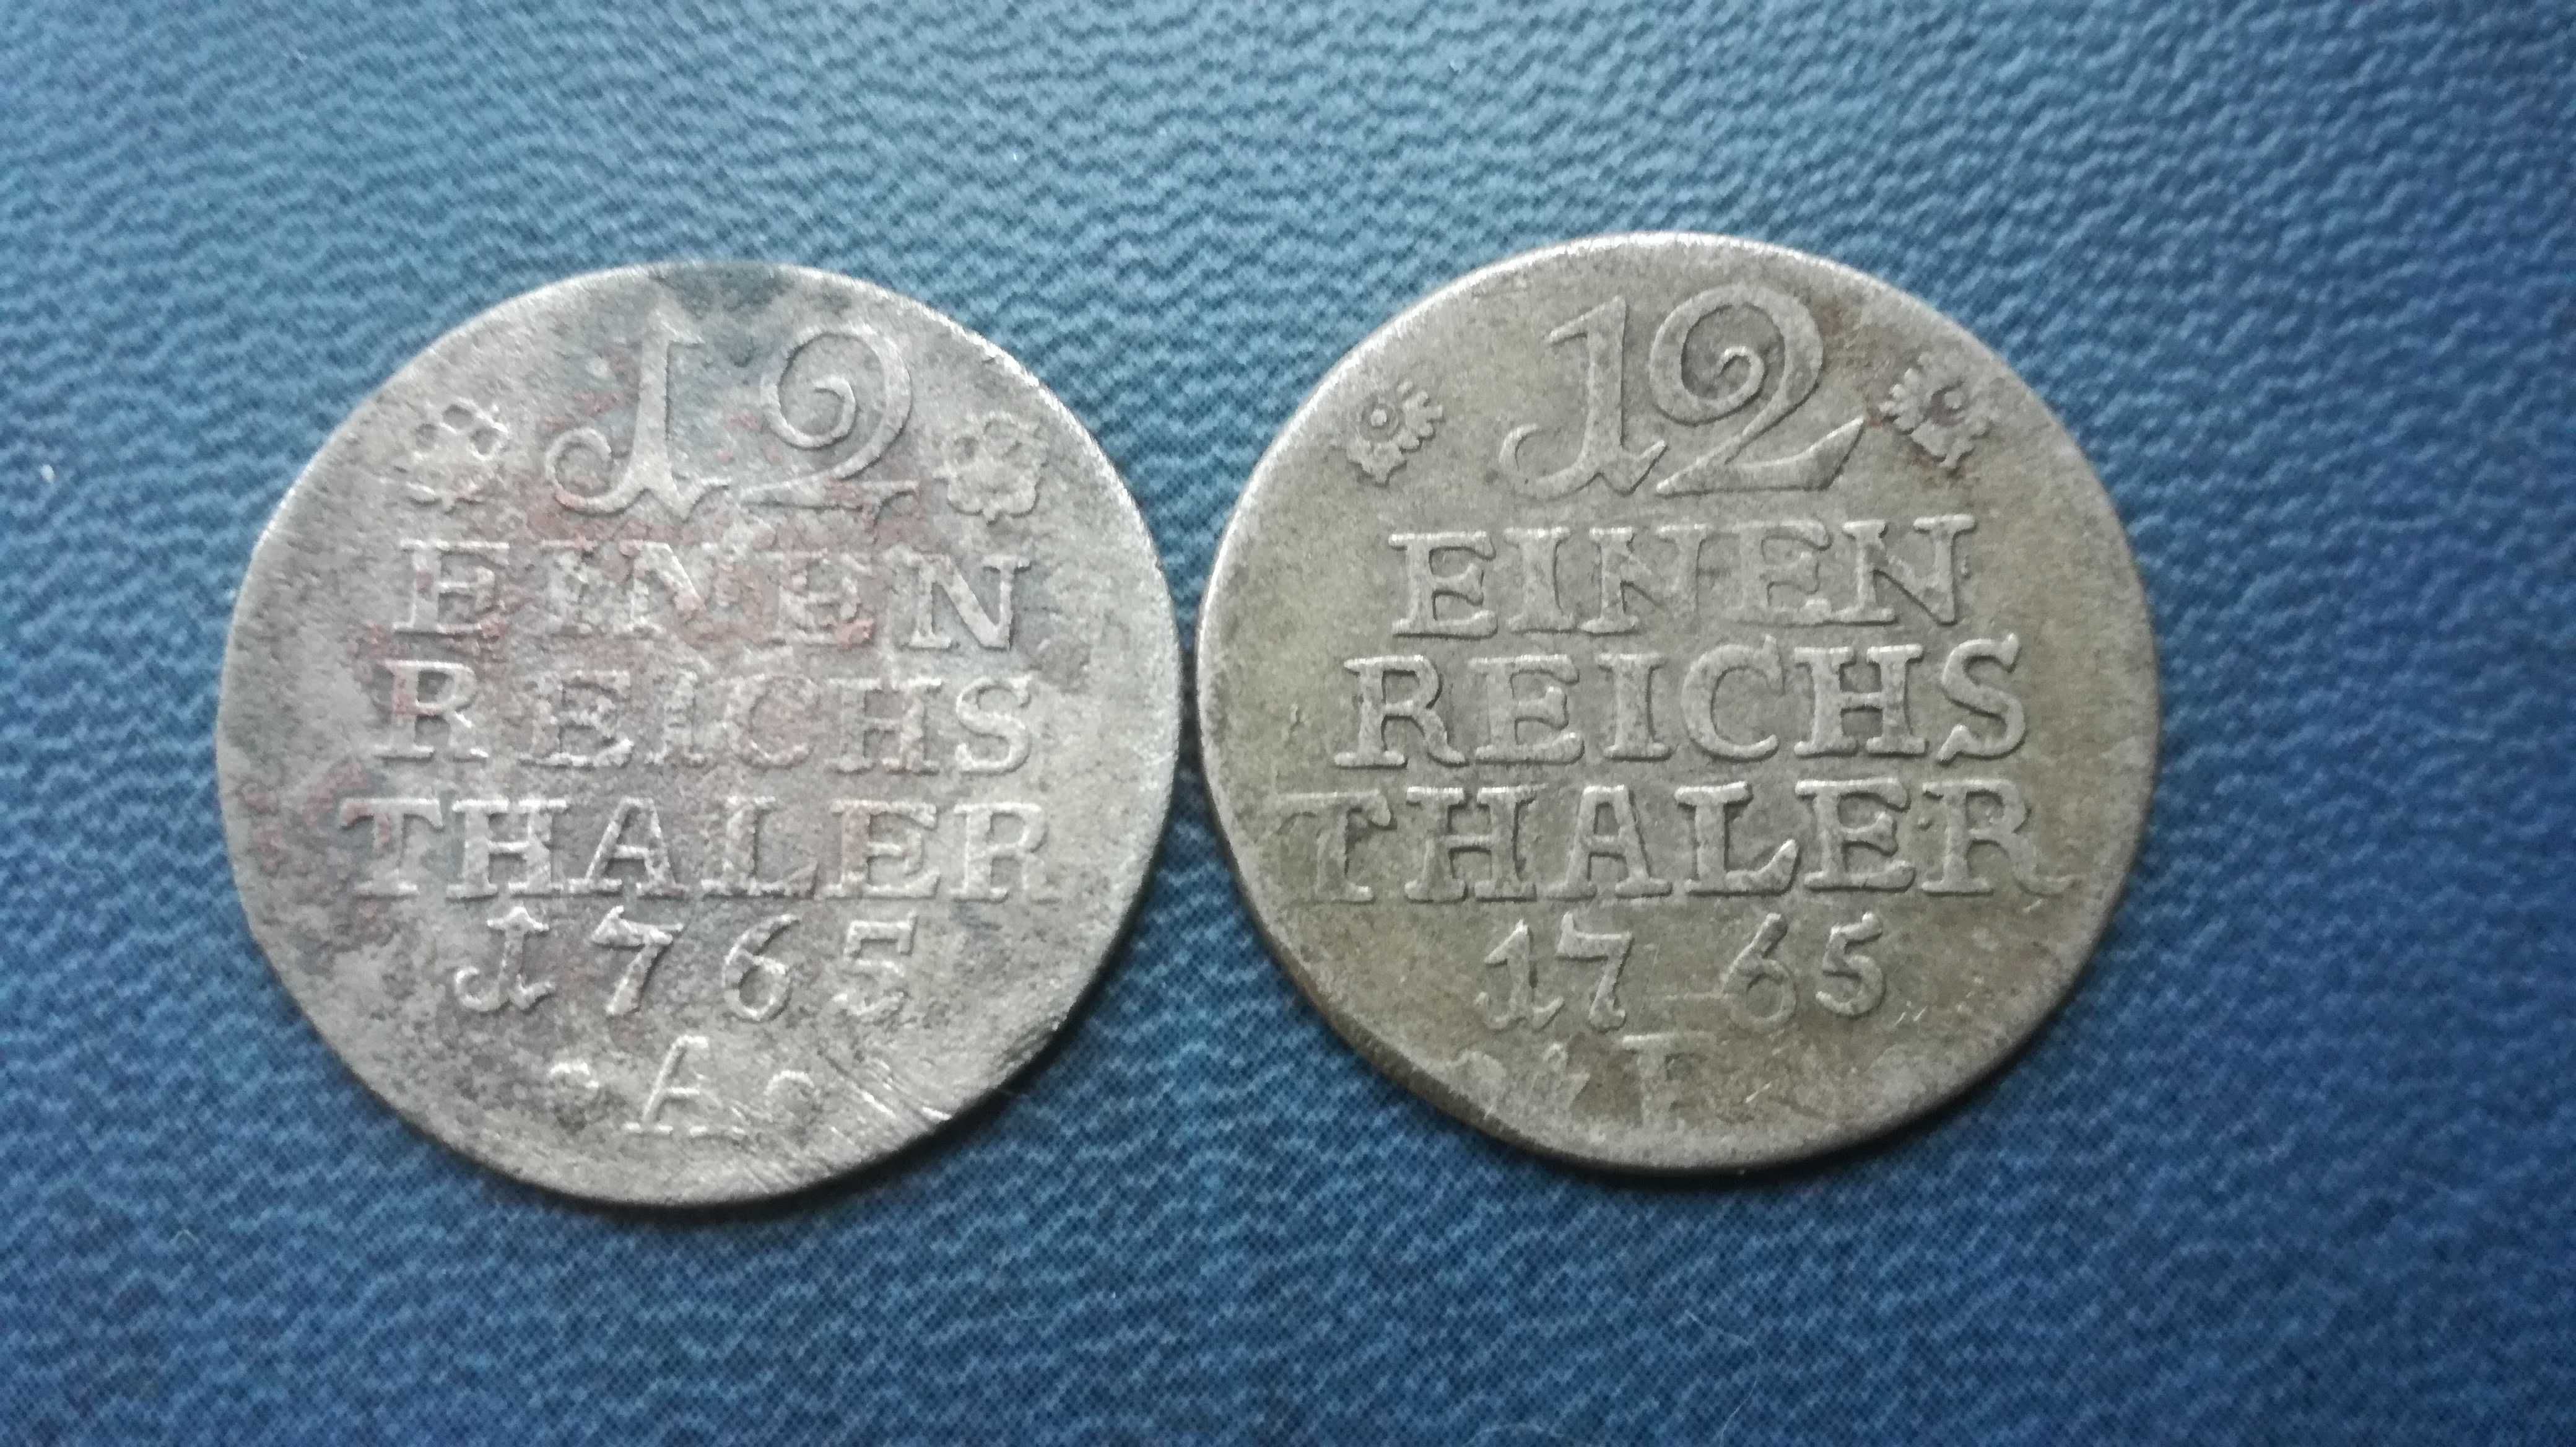 12
EINEN
REICHS
THALER
1765
A
12
EINEN
REICHS
THALER
1765
F